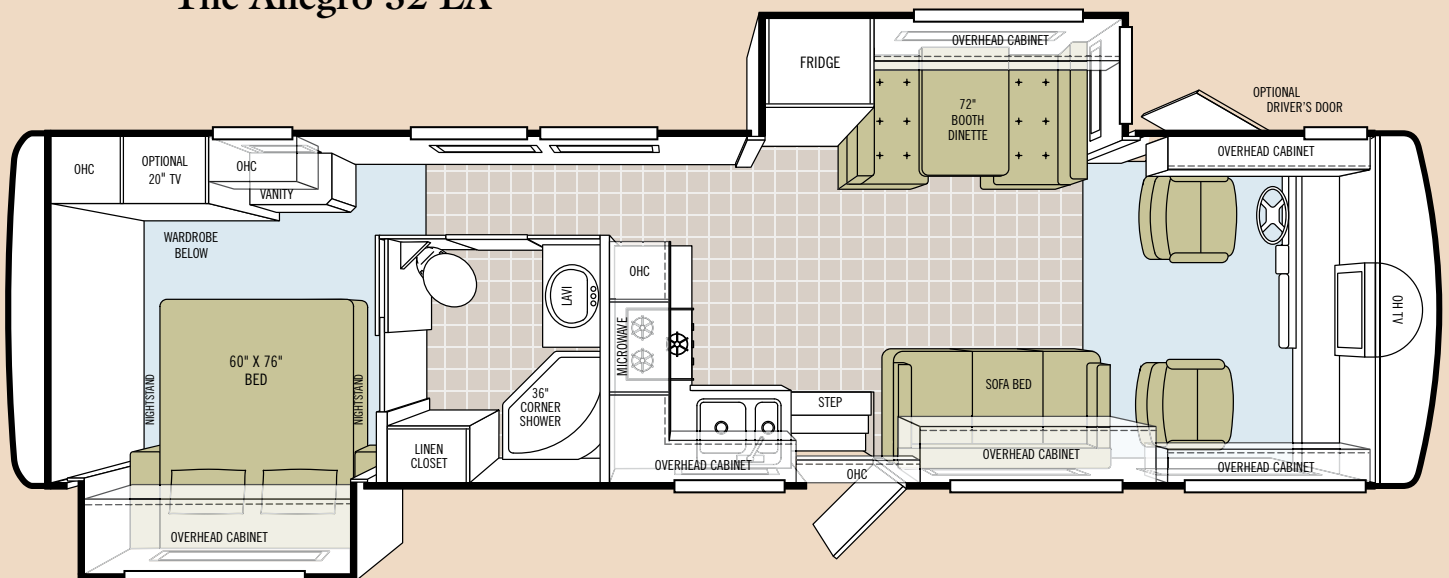 The Allegro 32 LA
OVERHEAD CABINET
FRIDGE
72"
BOOTH
DINETTE
OPTIONAL
DRIVER'S DOOR
OHC
OPTIONAL
20" TV
OHC
VANITY
OVERHEAD CABINET
WARDROBE
BELOW
OHC
LAVI
MICROWAVE
OH TV
60" X 76"
BED
NIGHTSTAND
NIGHTSTAND
36"
CORNER
SHOWER
STEP
SOFA BED
LINEN
CLOSET
OVERHEAD CABINET
OHC
OVERHEAD CABINET
OVERHEAD CABINET
OVERHEAD CABINET